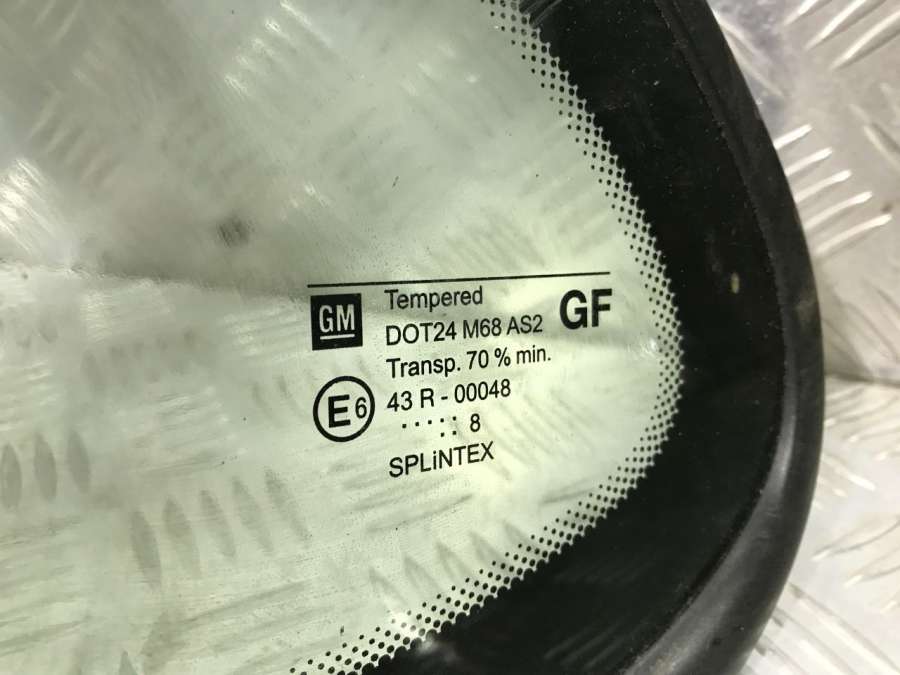 GM Tempered GF
DOT24 M68 AS2
Transp. 70 % min.
E6 43 R - 00048
····:: 8
SPLiNTEX